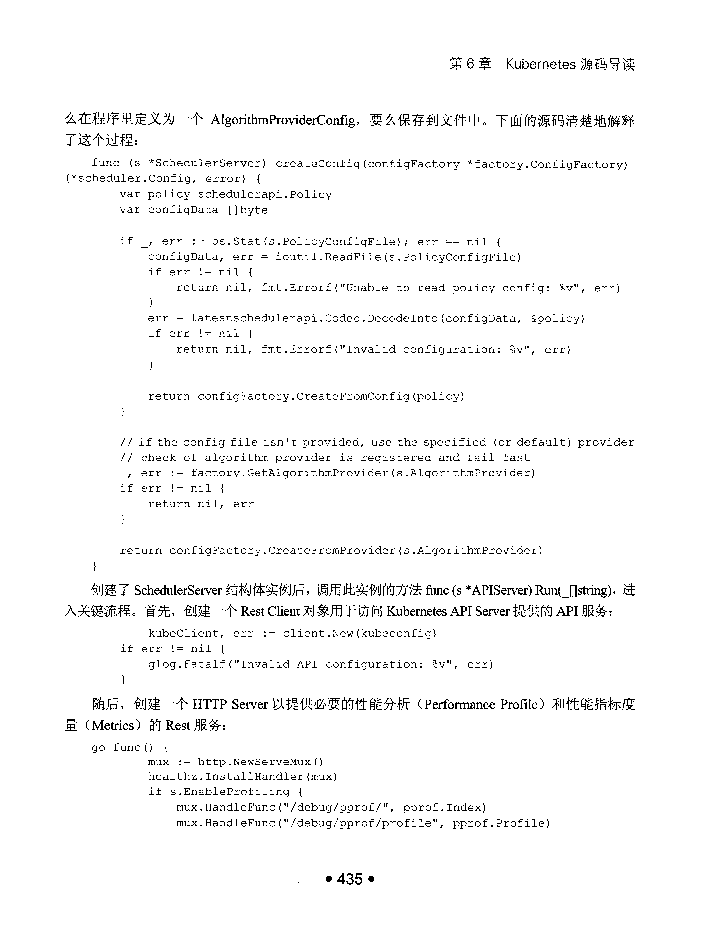 第 6 章 Kubernetes 源码导读
么在程序里定义为一个 AlgorithmProviderConfig，要么保存到文件中。下面的源码清楚地解释
了这个过程：
func (s *SchedulerServer) createConfig(configFactory *factory.ConfigFactory)
(*scheduler.Config, error) {
var policy schedulerapi.Policy
var configData []byte
if _, err := os.Stat(s.PolicyConfigFile); err == nil {
configData, err = ioutil.ReadFile(s.PolicyConfigFile)
if err != nil {
return nil, fmt.Errorf("Unable to read policy config: %v", err)
}
err = latestschedulerapi.Codec.DecodeInto(configData, &policy)
if err != nil {
return nil, fmt.Errorf("Invalid configuration: %v", err)
}
return configFactory.CreateFromConfig(policy)
}
// if the config file isn't provided, use the specified (or default) provider
// check of algorithm provider is registered and fail fast
_, err := factory.GetAlgorithmProvider(s.AlgorithmProvider)
if err != nil {
return nil, err
}
return configFactory.CreateFromProvider(s.AlgorithmProvider)
}
创建了 SchedulerServer 结构体实例后，调用此实例的方法 func (s *APIServer) Run(_[]string)，进
入关键流程。首先，创建一个 Rest Client 对象用于访问 Kubernetes API Server 提供的 API 服务：
kubeClient, err := client.New(kubeconfig)
if err != nil {
glog.Fatalf("Invalid API configuration: %v", err)
}
随后，创建一个 HTTP Server 以提供必要的性能分析（Performance Profile）和性能指标度
量（Metrics）的 Rest 服务：
go func() {
mux := http.NewServeMux()
healthz.InstallHandler(mux)
if s.EnableProfiling {
mux.HandleFunc("/debug/pprof/", pprof.Index)
mux.HandleFunc("/debug/pprof/profile", pprof.Profile)
• 435 •